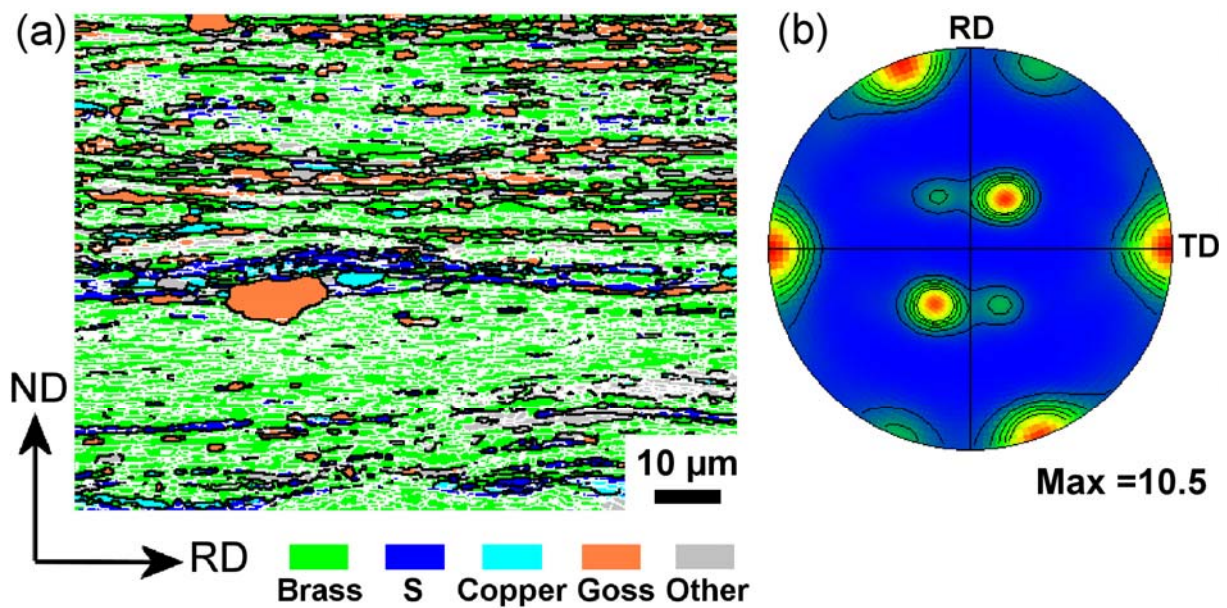 (a)
(b)
RD
TD
ND
10 µm
Max =10.5
RD
Brass
S
Copper
Goss
Other